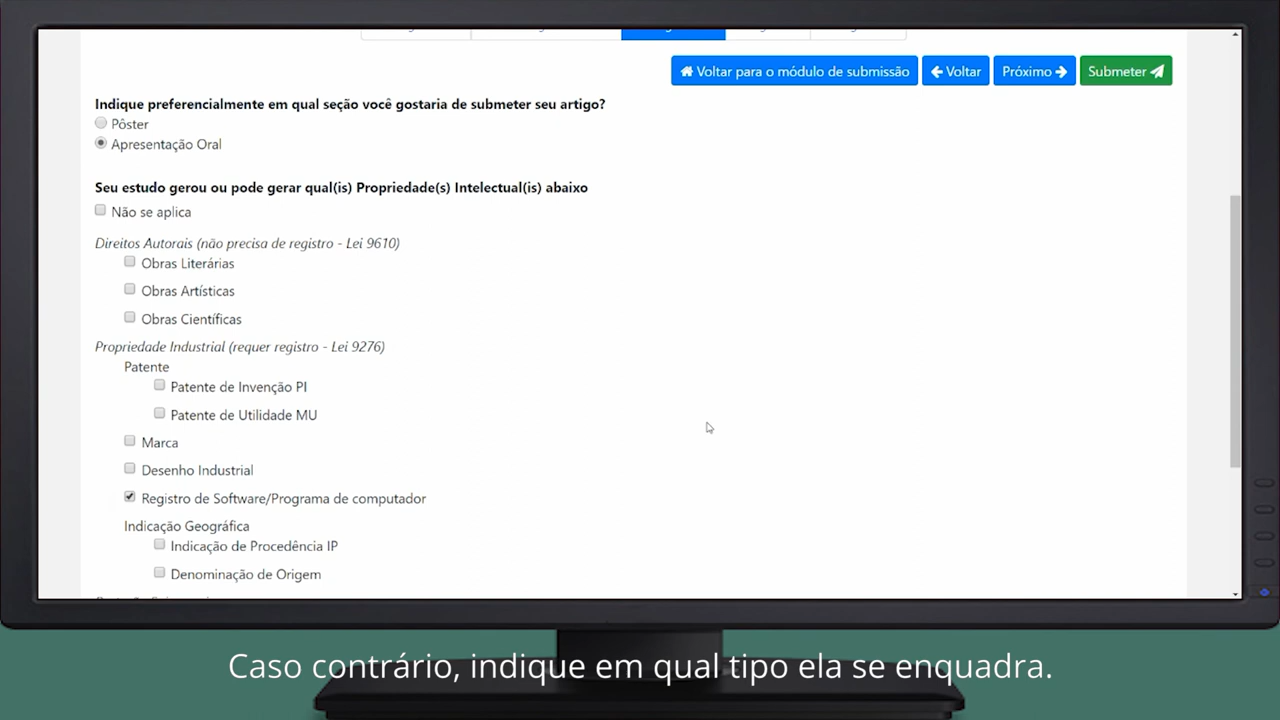 Voltar para o módulo de submissão
Voltar
Próximo
Submeter
Indique preferencialmente em qual seção você gostaria de submeter seu artigo?
Pôster
Apresentação Oral
Seu estudo gerou ou pode gerar qual(is) Propriedade(s) Intelectual(is) abaixo
Não se aplica
Direitos Autorais (não precisa de registro - Lei 9610)
Obras Literárias
Obras Artísticas
Obras Científicas
Propriedade Industrial (requer registro - Lei 9276)
Patente
Patente de Invenção PI
Patente de Utilidade MU
Marca
Desenho Industrial
Registro de Software/Programa de computador
Indicação Geográfica
Indicação de Procedência IP
Denominação de Origem
Caso contrário, indique em qual tipo ela se enquadra.